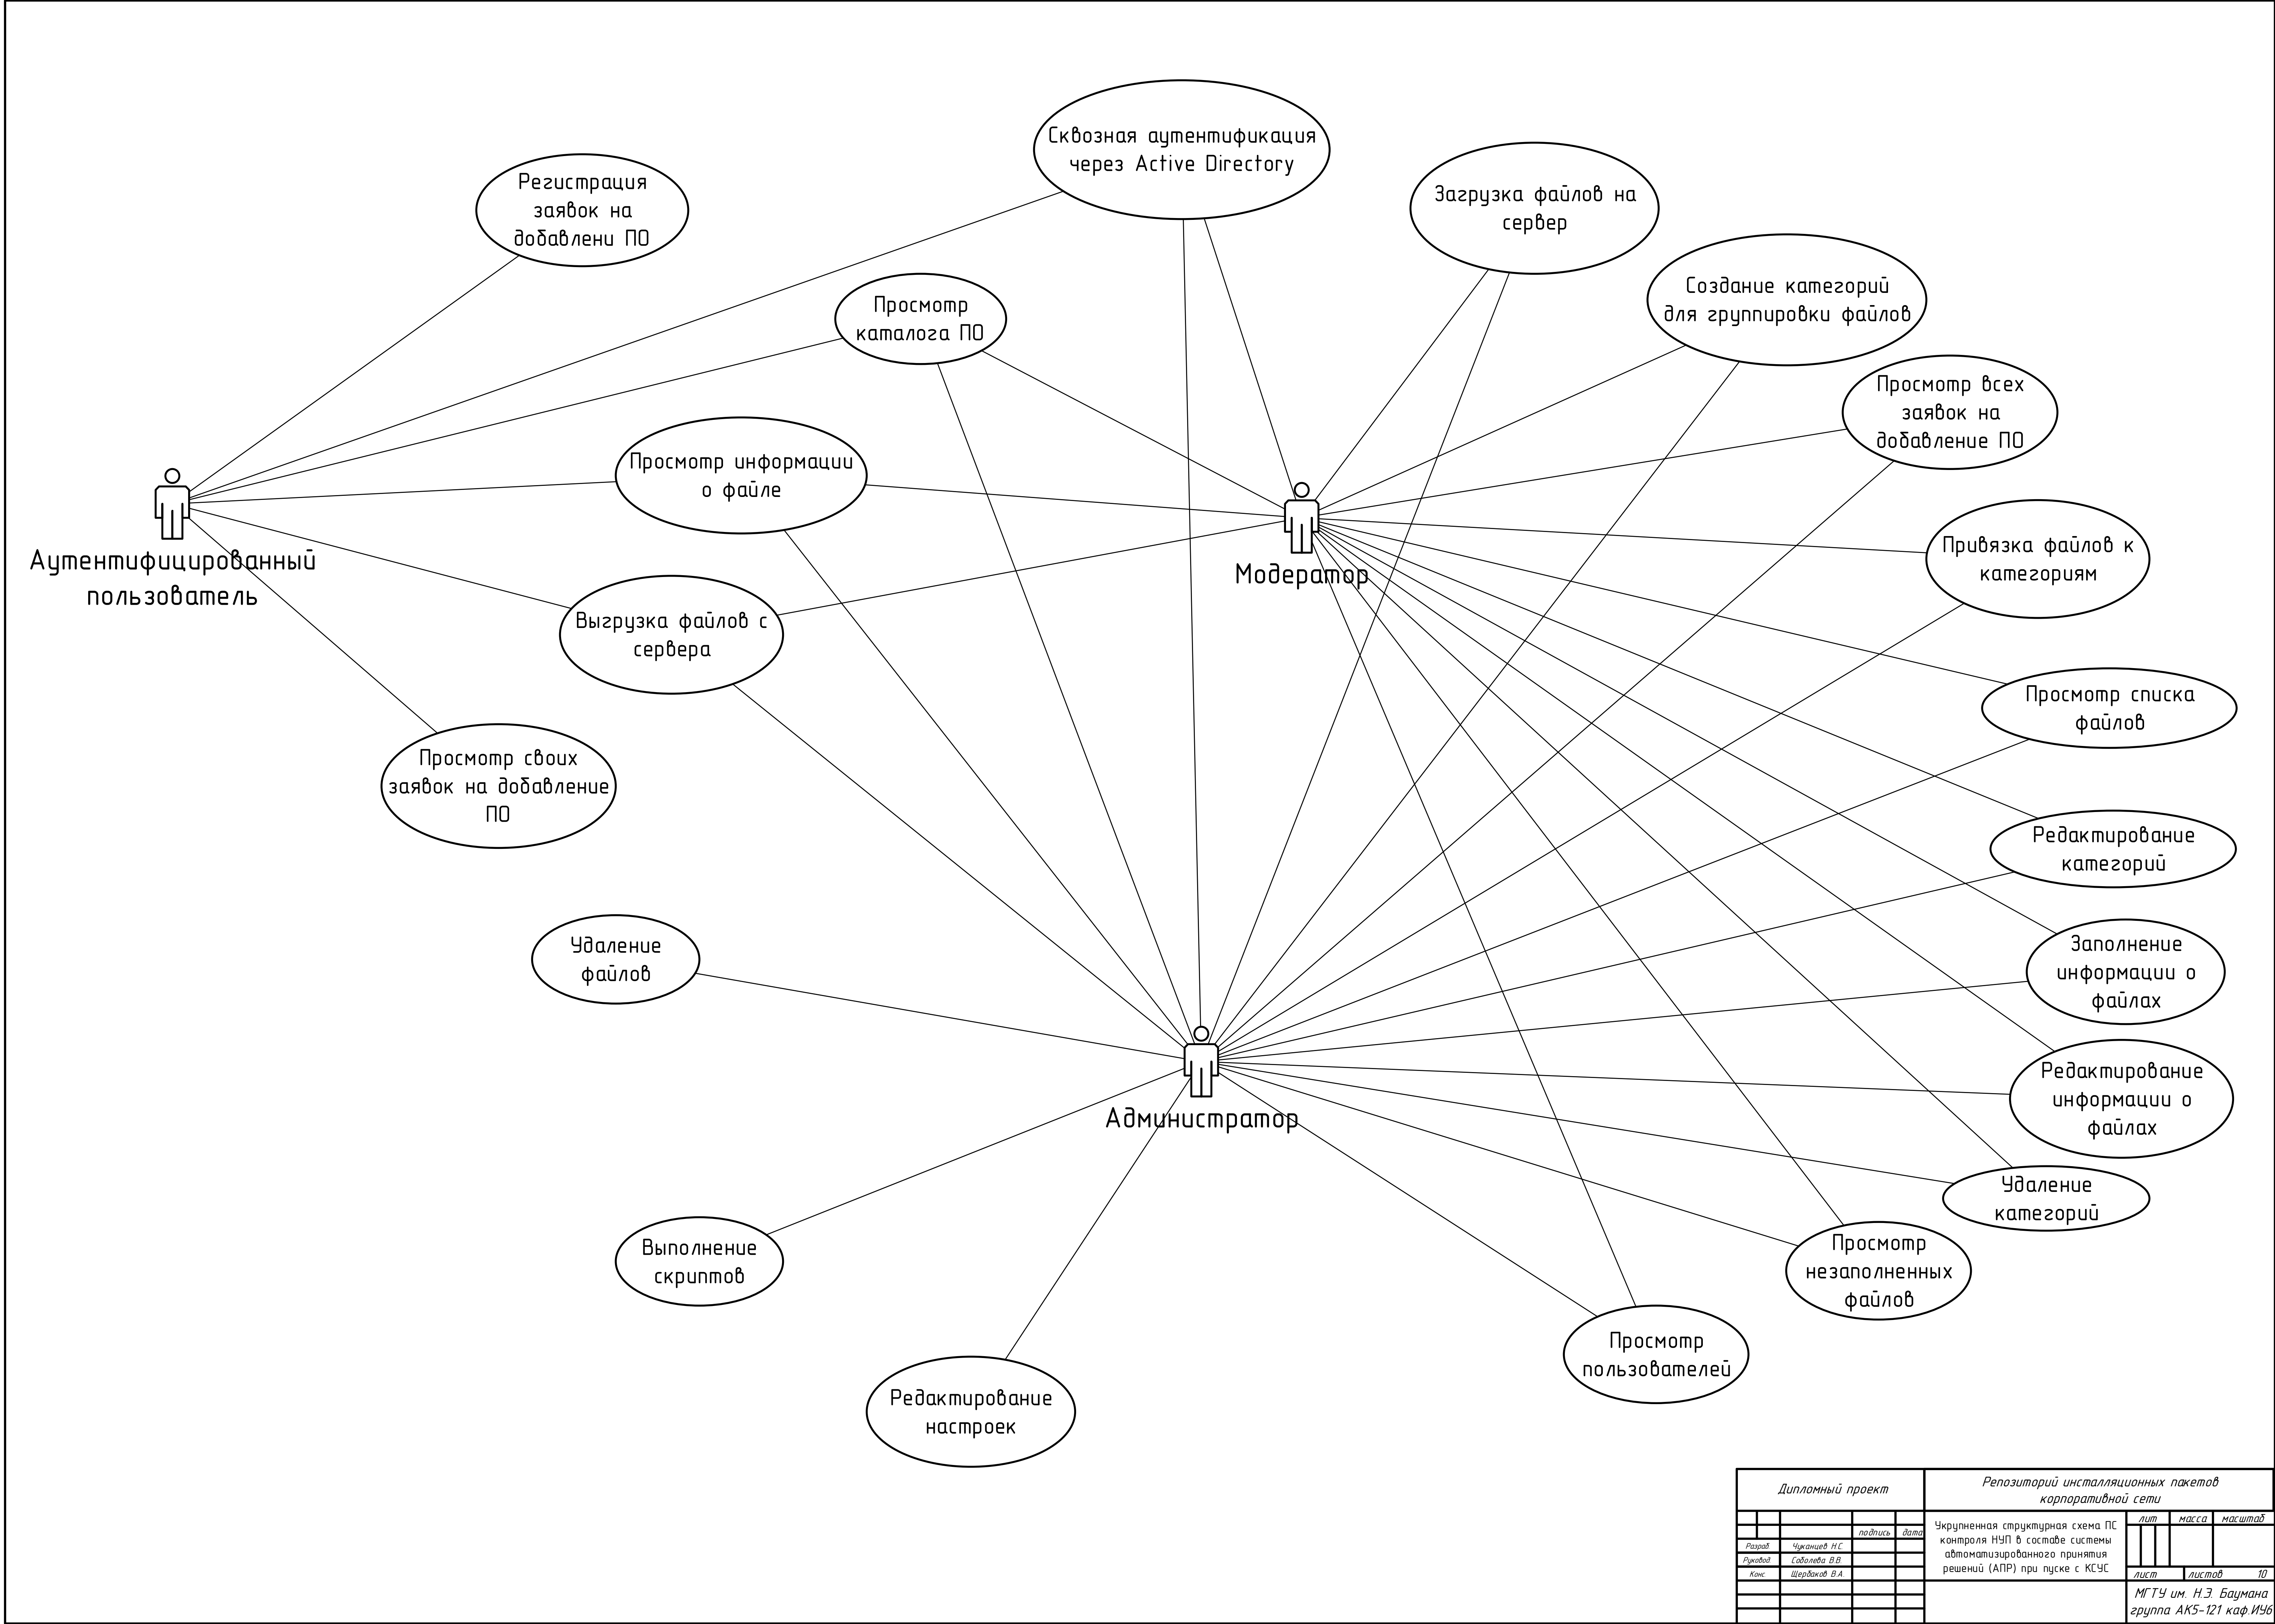 Сквозная аутентификация
через Active Directory
Регистрация
заявок на
добавлени ПО
Загрузка файлов на
сервер
Создание категорий
для группировки файлов
Просмотр
каталога ПО
Просмотр всех
заявок на
добавление ПО
Просмотр информации
о файле
Аутентифицированный
пользователь
Модератор
Привязка файлов к
категориям
Выгрузка файлов с
сервера
Просмотр списка
файлов
Просмотр своих
заявок на добавление
ПО
Редактирование
категорий
Удаление
файлов
Заполнение
информации о
файлах
Администратор
Редактирование
информации о
файлах
Удаление
категорий
Выполнение
скриптов
Просмотр
незаполненных
файлов
Просмотр
пользователей
Редактирование
настроек
Дипломный проект
Репозиторий инсталляционных пакетов
корпоративной сети
подпись дата
Разраб Чуканцев Н.С
Руковод Соболева В.В.
Конс. Щербаков В.А.
Укрупненная структурная схема ПС
контроля НУП в составе системы
автоматизированного принятия
решений (АПР) при пуске с КСУС
лит масса масштаб
лист листов 10
МГТУ им. Н.Э. Баумана
группа АК5-121 каф.ИУ6